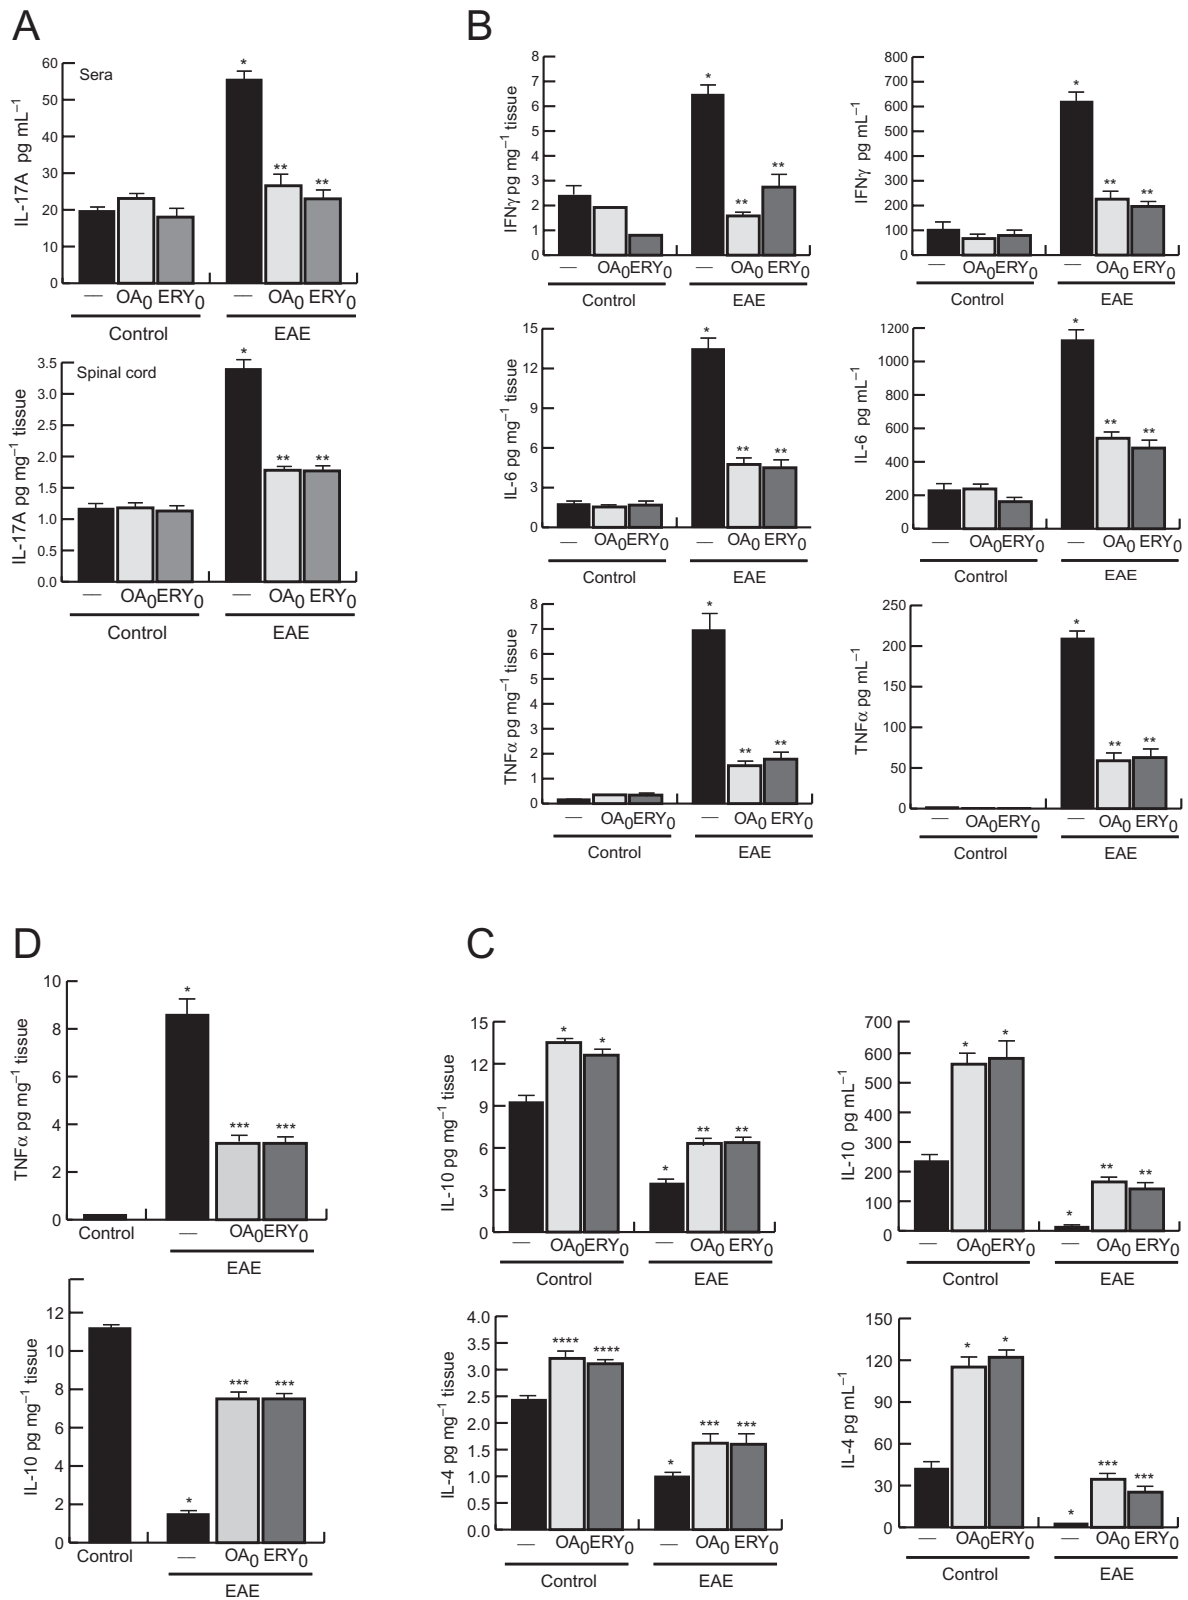 A
Sera
IL-17A pg mL⁻¹
60
50
40
30
20
10
0
*
**
**
— OA₀ ERY₀ — OA₀ ERY₀
Control EAE
Spinal cord
IL-17A pg mg⁻¹ tissue
3.5
3.0
2.5
2.0
1.5
1.0
0.5
0.0
*
** **
— OA₀ERY₀ — OA₀ ERY₀
Control EAE
B
IFNγ pg mg⁻¹ tissue
8
7
6
5
4
3
2
1
0
*
**
**
— OA₀ERY₀ — OA₀ ERY₀
Control EAE
IFNγ pg mL⁻¹
800
700
600
500
400
300
200
100
0
*
**
**
— OA₀ERY₀ — OA₀ ERY₀
Control EAE
IL-6 pg mg⁻¹ tissue
15
12
9
6
3
0
*
** **
— OA₀ERY₀ — OA₀ ERY₀
Control EAE
IL-6 pg mL⁻¹
1200
1000
800
600
400
200
0
*
**
**
— OA₀ERY₀ — OA₀ ERY₀
Control EAE
TNFα pg mg⁻¹ tissue
8
7
6
5
4
3
2
1
0
*
** **
— OA₀ERY₀ — OA₀ ERY₀
Control EAE
TNFα pg mL⁻¹
250
200
150
100
50
0
*
** **
— OA₀ERY₀ — OA₀ ERY₀
Control EAE
D
TNFα pg mg⁻¹ tissue
10
8
6
4
2
0
*
*** ***
Control — OA₀ERY₀
EAE
IL-10 pg mg⁻¹ tissue
12
10
8
6
4
2
0
*
*** ***
Control — OA₀ ERY₀
EAE
C
IL-10 pg mg⁻¹ tissue
15
12
9
6
3
0
* *
*
** **
— OA₀ERY₀ — OA₀ ERY₀
Control EAE
IL-10 pg mL⁻¹
700
600
500
400
300
200
100
0
* *
*
** **
— OA₀ERY₀ — OA₀ ERY₀
Control EAE
IL-4 pg mg⁻¹ tissue
4.0
3.5
3.0
2.5
2.0
1.5
1.0
0.5
0.0
**** ****
*
*** ***
— OA₀ERY₀ — OA₀ ERY₀
Control EAE
IL-4 pg mL⁻¹
150
120
90
60
30
0
* *
*
*** ***
— OA₀ERY₀ — OA₀ ERY₀
Control EAE